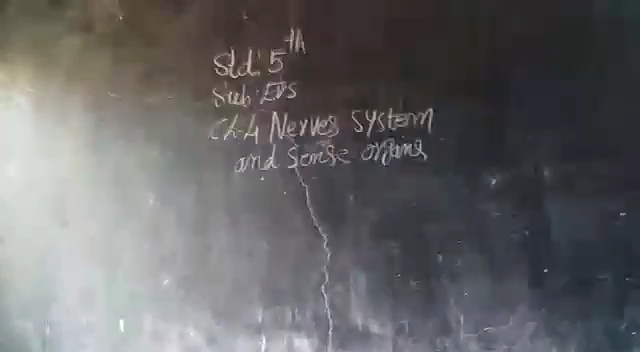 Std: 5th
Sub: EVS
Ch-4 Nerves System
and Sense organs